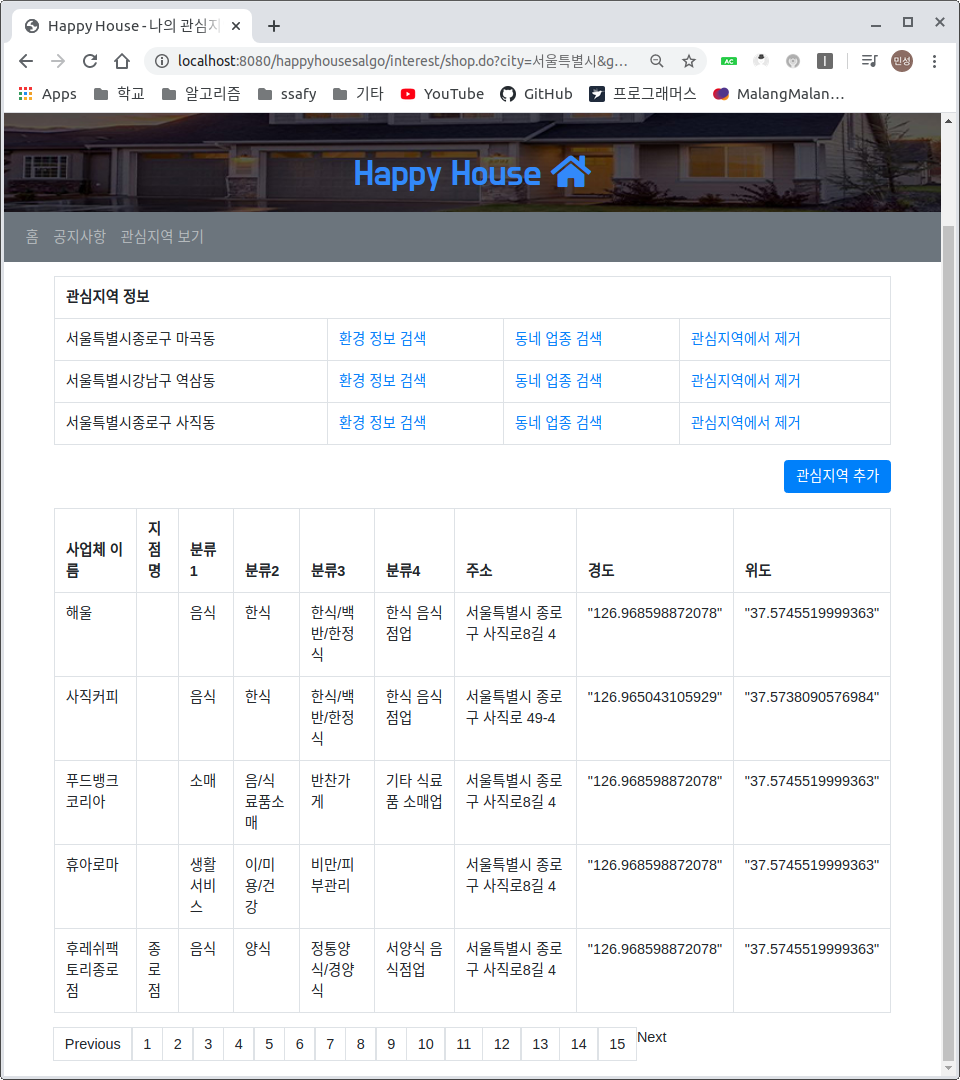 Happy House - 나의 관심지
localhost:8080/happyhousesalgo/interest/shop.do?city=서울특별시&g...
AC
민성
Apps 학교 알고리즘 ssafy 기타 YouTube GitHub 프로그래머스 MalangMalan...
Happy House
홈 공지사항 관심지역 보기
관심지역 정보
서울특별시종로구 마곡동 환경 정보 검색 동네 업종 검색 관심지역에서 제거
서울특별시강남구 역삼동 환경 정보 검색 동네 업종 검색 관심지역에서 제거
서울특별시종로구 사직동 환경 정보 검색 동네 업종 검색 관심지역에서 제거
관심지역 추가
사업체 이
름
지
점
명
분류
1
분류2
분류3
분류4
주소
경도
위도
해울
음식
한식
한식/백
반/한정
식
한식 음식
점업
서울특별시 종로
구 사직로8길 4
"126.968598872078"
"37.5745519999363"
사직커피
음식
한식
한식/백
반/한정
식
한식 음식
점업
서울특별시 종로
구 사직로 49-4
"126.965043105929"
"37.5738090576984"
푸드뱅크
코리아
소매
음/식
료품소
매
반찬가
게
기타 식료
품 소매업
서울특별시 종로
구 사직로8길 4
"126.968598872078"
"37.5745519999363"
휴아로마
생활
서비
스
이/미
용/건
강
비만/피
부관리
서울특별시 종로
구 사직로8길 4
"126.968598872078"
"37.5745519999363"
후레쉬팩
토리종로
점
종
로
점
음식
양식
정통양
식/경양
식
서양식 음
식점업
서울특별시 종로
구 사직로8길 4
"126.968598872078"
"37.5745519999363"
Previous 1 2 3 4 5 6 7 8 9 10 11 12 13 14 15 Next